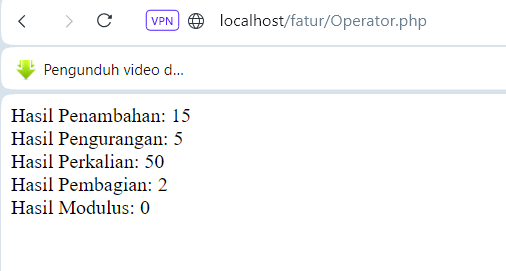 VPN localhost/fatur/Operator.php
Pengunduh video d...
Hasil Penambahan: 15
Hasil Pengurangan: 5
Hasil Perkalian: 50
Hasil Pembagian: 2
Hasil Modulus: 0